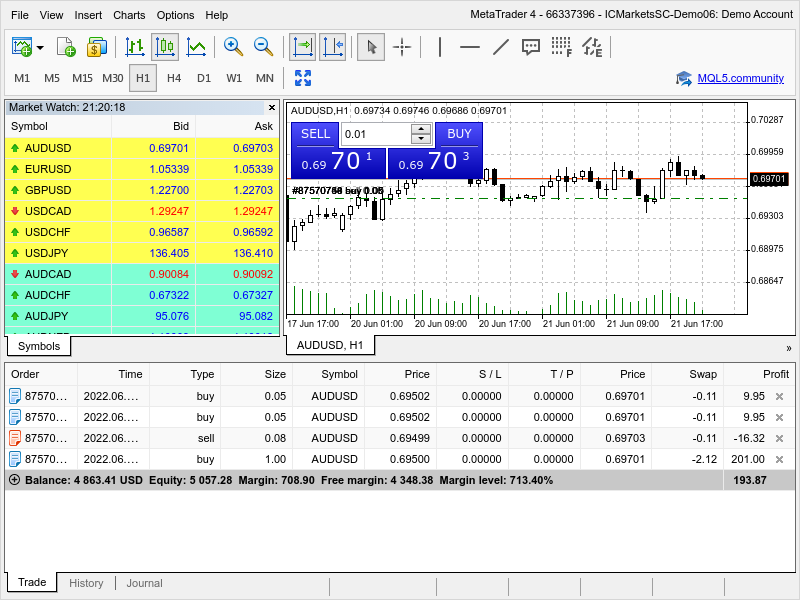 File View Insert Charts Options Help
MetaTrader 4 - 66337396 - ICMarketsSC-Demo06: Demo Account
M1 M5 M15 M30 H1 H4 D1 W1 MN
MQL5.community
Market Watch: 21:20:18
Symbol Bid Ask
AUDUSD 0.69701 0.69703
EURUSD 1.05339 1.05339
GBPUSD 1.22700 1.22703
USDCAD 1.29247 1.29247
USDCHF 0.96587 0.96592
USDJPY 136.405 136.410
AUDCAD 0.90084 0.90092
AUDCHF 0.67322 0.67327
AUDJPY 95.076 95.082
Symbols
AUDUSD,H1 0.69734 0.69746 0.69686 0.69701
SELL 0.01 BUY
0.69 70 1 0.69 70 3
buy 0.05
0.70287
0.69959
0.69701
0.69303
0.68975
0.68647
17 Jun 17:00 20 Jun 01:00 20 Jun 09:00 20 Jun 17:00 21 Jun 01:00 21 Jun 09:00 21 Jun 17:00
AUDUSD, H1
»
Order Time Type Size Symbol Price S / L T / P Price Swap Profit
87570... 2022.06.... buy 0.05 AUDUSD 0.69502 0.00000 0.00000 0.69701 -0.11 9.95
87570... 2022.06.... buy 0.05 AUDUSD 0.69502 0.00000 0.00000 0.69701 -0.11 9.95
87570... 2022.06.... sell 0.08 AUDUSD 0.69499 0.00000 0.00000 0.69703 -0.11 -16.32
87570... 2022.06.... buy 1.00 AUDUSD 0.69500 0.00000 0.00000 0.69701 -2.12 201.00
Balance: 4 863.41 USD Equity: 5 057.28 Margin: 708.90 Free margin: 4 348.38 Margin level: 713.40% 193.87
Trade History Journal